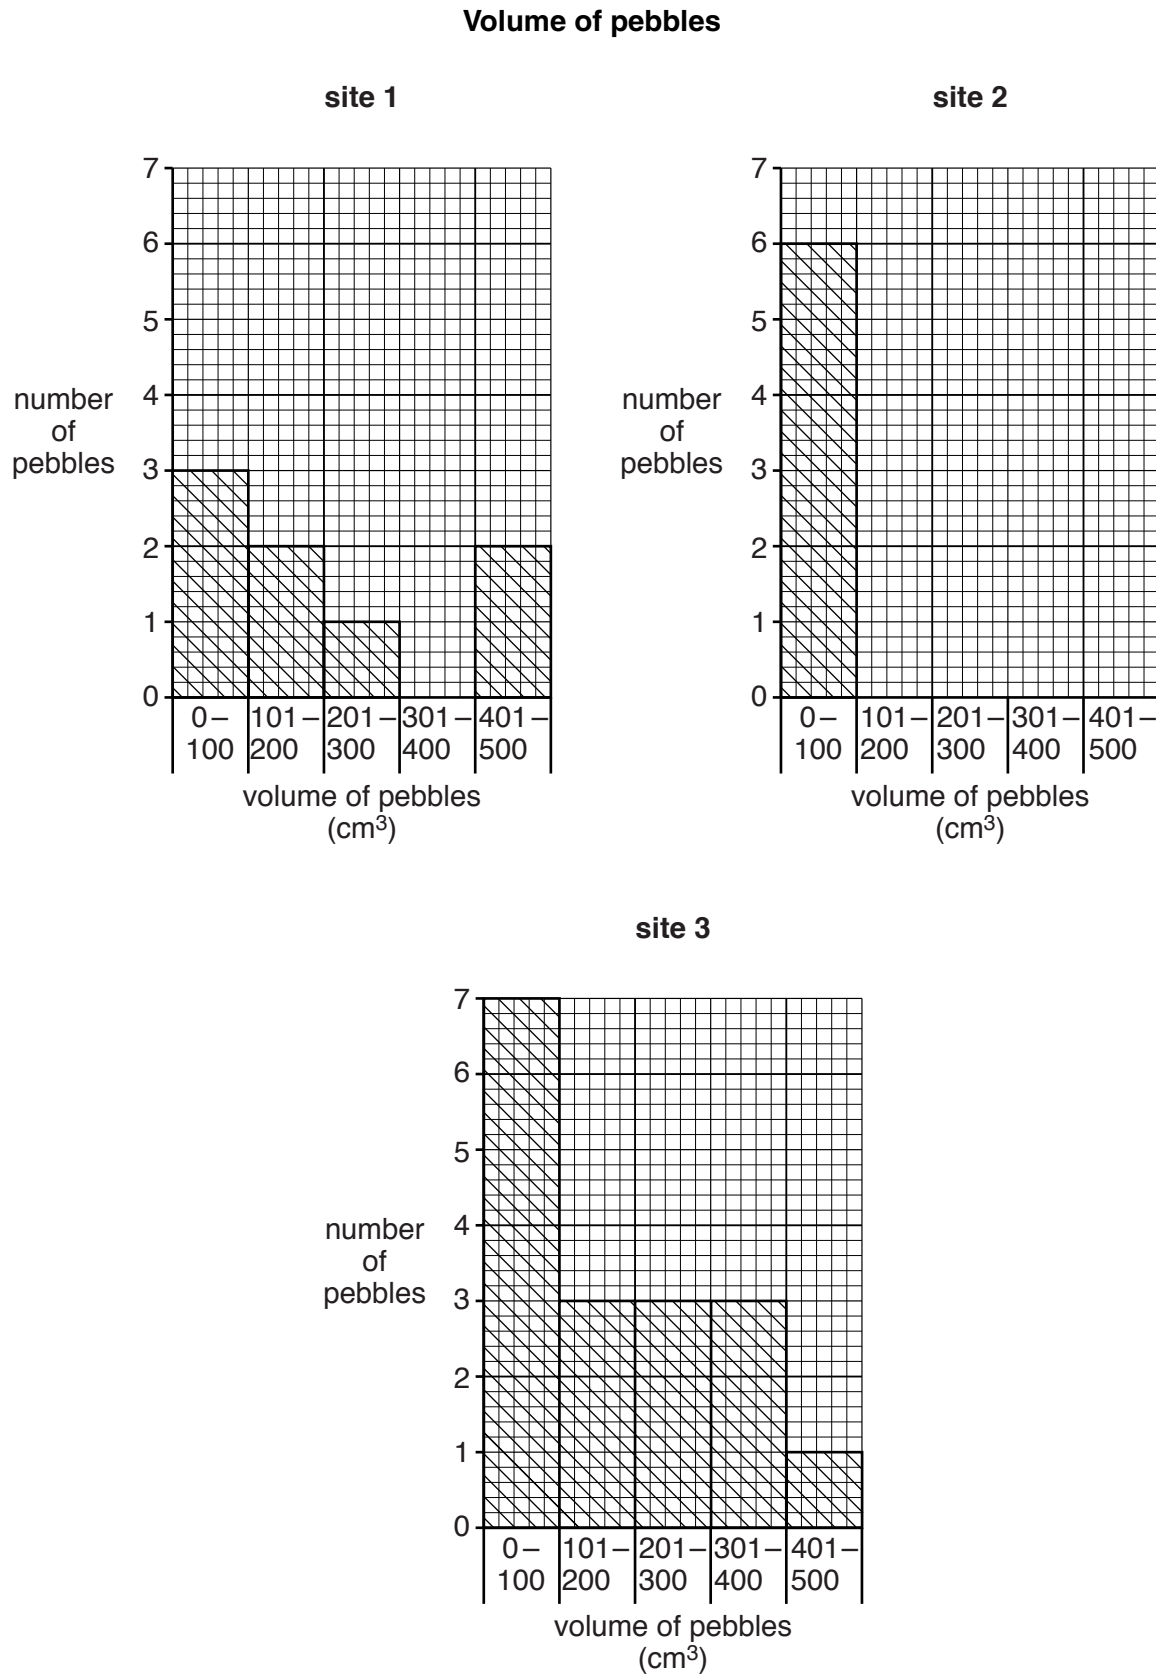 Volume of pebbles
site 1
7
6
5
4
3
2
1
0
number
of
pebbles
0– 101– 201– 301– 401–
100 200 300 400 500
volume of pebbles
(cm³)
site 2
7
6
5
4
3
2
1
0
number
of
pebbles
0– 101– 201– 301– 401–
100 200 300 400 500
volume of pebbles
(cm³)
site 3
7
6
5
4
3
2
1
0
number
of
pebbles
0– 101– 201– 301– 401–
100 200 300 400 500
volume of pebbles
(cm³)